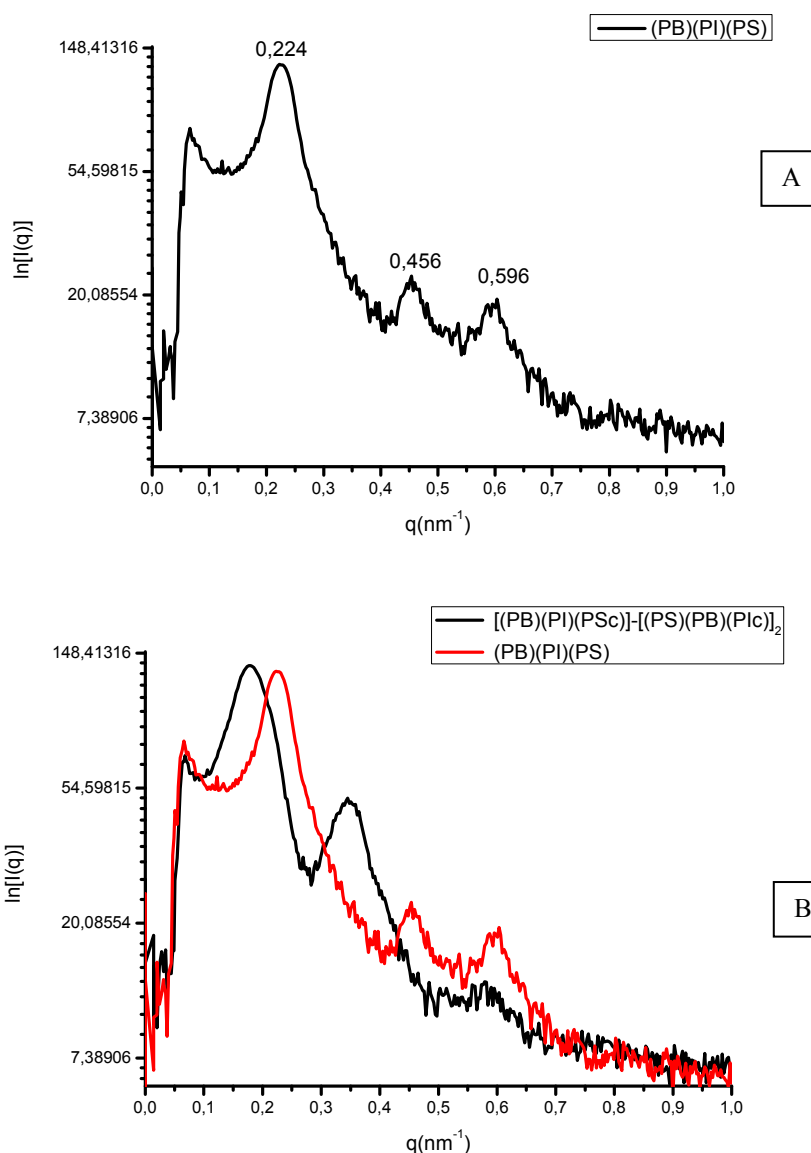 (PB)(PI)(PS)
148,41316
54,59815
20,08554
7,38906
ln[I(q)]
0,224
0,456
0,596
A
0,0 0,1 0,2 0,3 0,4 0,5 0,6 0,7 0,8 0,9 1,0
q(nm⁻¹)
[(PB)(PI)(PSc)]-[(PS)(PB)(PIc)]₂
(PB)(PI)(PS)
148,41316
54,59815
20,08554
7,38906
ln[I(q)]
B
0,0 0,1 0,2 0,3 0,4 0,5 0,6 0,7 0,8 0,9 1,0
q(nm⁻¹)